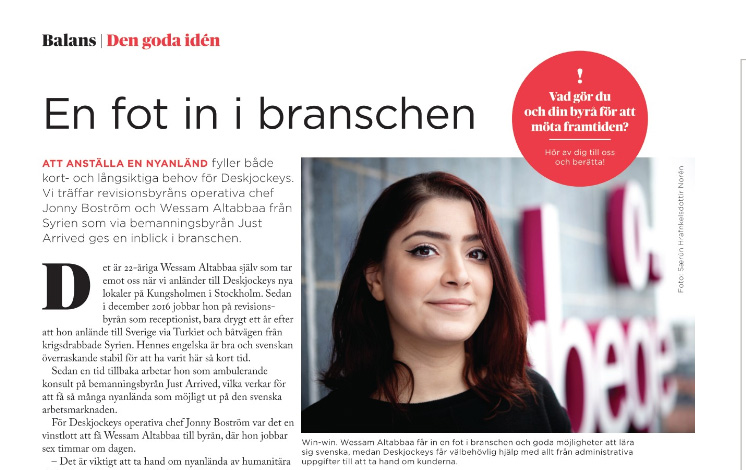 Balans | Den goda idén
En fot in i branschen
!
Vad gör du
och din byrå för att
möta framtiden?
Hör av dig till oss
och berätta!
ATT ANSTÄLLA EN NYANLÄND fyller både
kort- och långsiktiga behov för Deskjockeys.
Vi träffar revisionsbyråns operativa chef
Jonny Boström och Wessam Altabbaa från
Syrien som via bemanningsbyrån Just
Arrived ges en inblick i branschen.
Det är 22-åriga Wessam Altabbaa själv som tar
emot oss när vi anländer till Deskjockeys nya
lokaler på Kungsholmen i Stockholm. Sedan
i december 2016 jobbar hon på revisions-
byrån som receptionist, bara drygt ett år efter
att hon anlände till Sverige via Turkiet och båtvägen från
krigsdrabbade Syrien. Hennes engelska är bra och svenskan
överraskande stabil för att ha varit här så kort tid.
Sedan en tid tillbaka arbetar hon som ambulerande
konsult på bemanningsbyrån Just Arrived, vilka verkar för
att få så många nyanlända som möjligt ut på den svenska
arbetsmarknaden.
För Deskjockeys operativa chef Jonny Boström var det en
vinstlott att få Wessam Altabbaa till byrån, där hon jobbar
sex timmar om dagen.
– Det är viktigt att ta hand om nyanlända av humanitära
Foto: Særún Hrafnkelsdottir Norén
Win-win. Wessam Altabbaa får in en fot i branschen och goda möjligheter att lära
sig svenska, medan Deskjockeys får välbehövlig hjälp med allt från administrativa
uppgifter till att ta hand om kunderna.